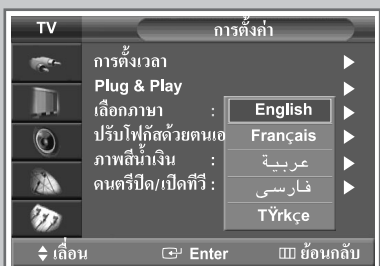 TV การตั้งค่า
การตั้งเวลา
Plug & Play
เลือกภาษา : English
ปรับโฟกัสด้วยตนเอ Français
ภาพสีน้ำเงิน : عربية
ดนตรีปิด/เปิดทีวี : فارسی
TŸrkçe
เลื่อน Enter ย้อนกลับ